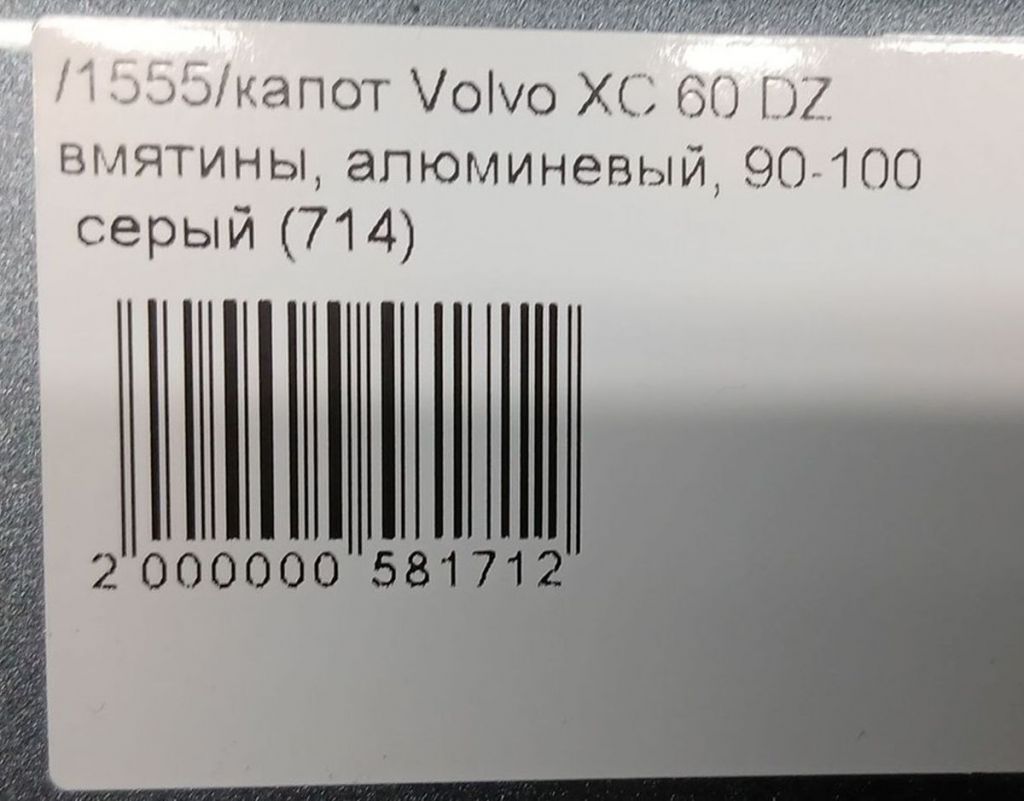 /1555/капот Volvo XC 60 DZ
вмятины, алюминевый, 90-100
серый (714)
2 000000 581712